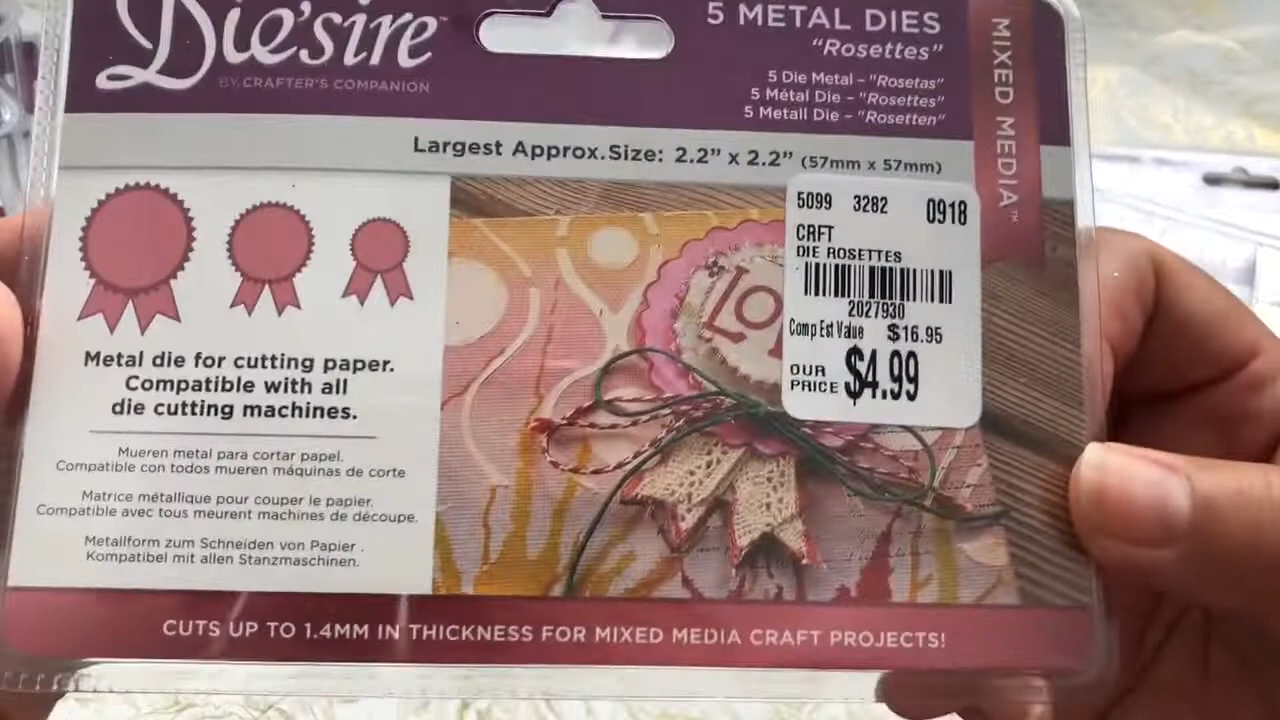 Die'sire™
BY CRAFTER'S COMPANION
5 METAL DIES
"Rosettes"
5 Die Metal - "Rosetas"
5 Métal Die - "Rosettes"
5 Metall Die - "Rosetten"
MIXED MEDIA™
Largest Approx.Size: 2.2" x 2.2" (57mm x 57mm)
5099 3282 0918
CRFT
DIE ROSETTES
2027930
Comp Est Value $16.95
OUR PRICE $4.99
Metal die for cutting paper.
Compatible with all
die cutting machines.
Mueren metal para cortar papel.
Compatible con todos mueren máquinas de corte
Matrice métallique pour couper le papier.
Compatible avec tous meurent machines de découpe.
Metallform zum Schneiden von Papier .
Kompatibel mit allen Stanzmaschinen.
CUTS UP TO 1.4MM IN THICKNESS FOR MIXED MEDIA CRAFT PROJECTS!